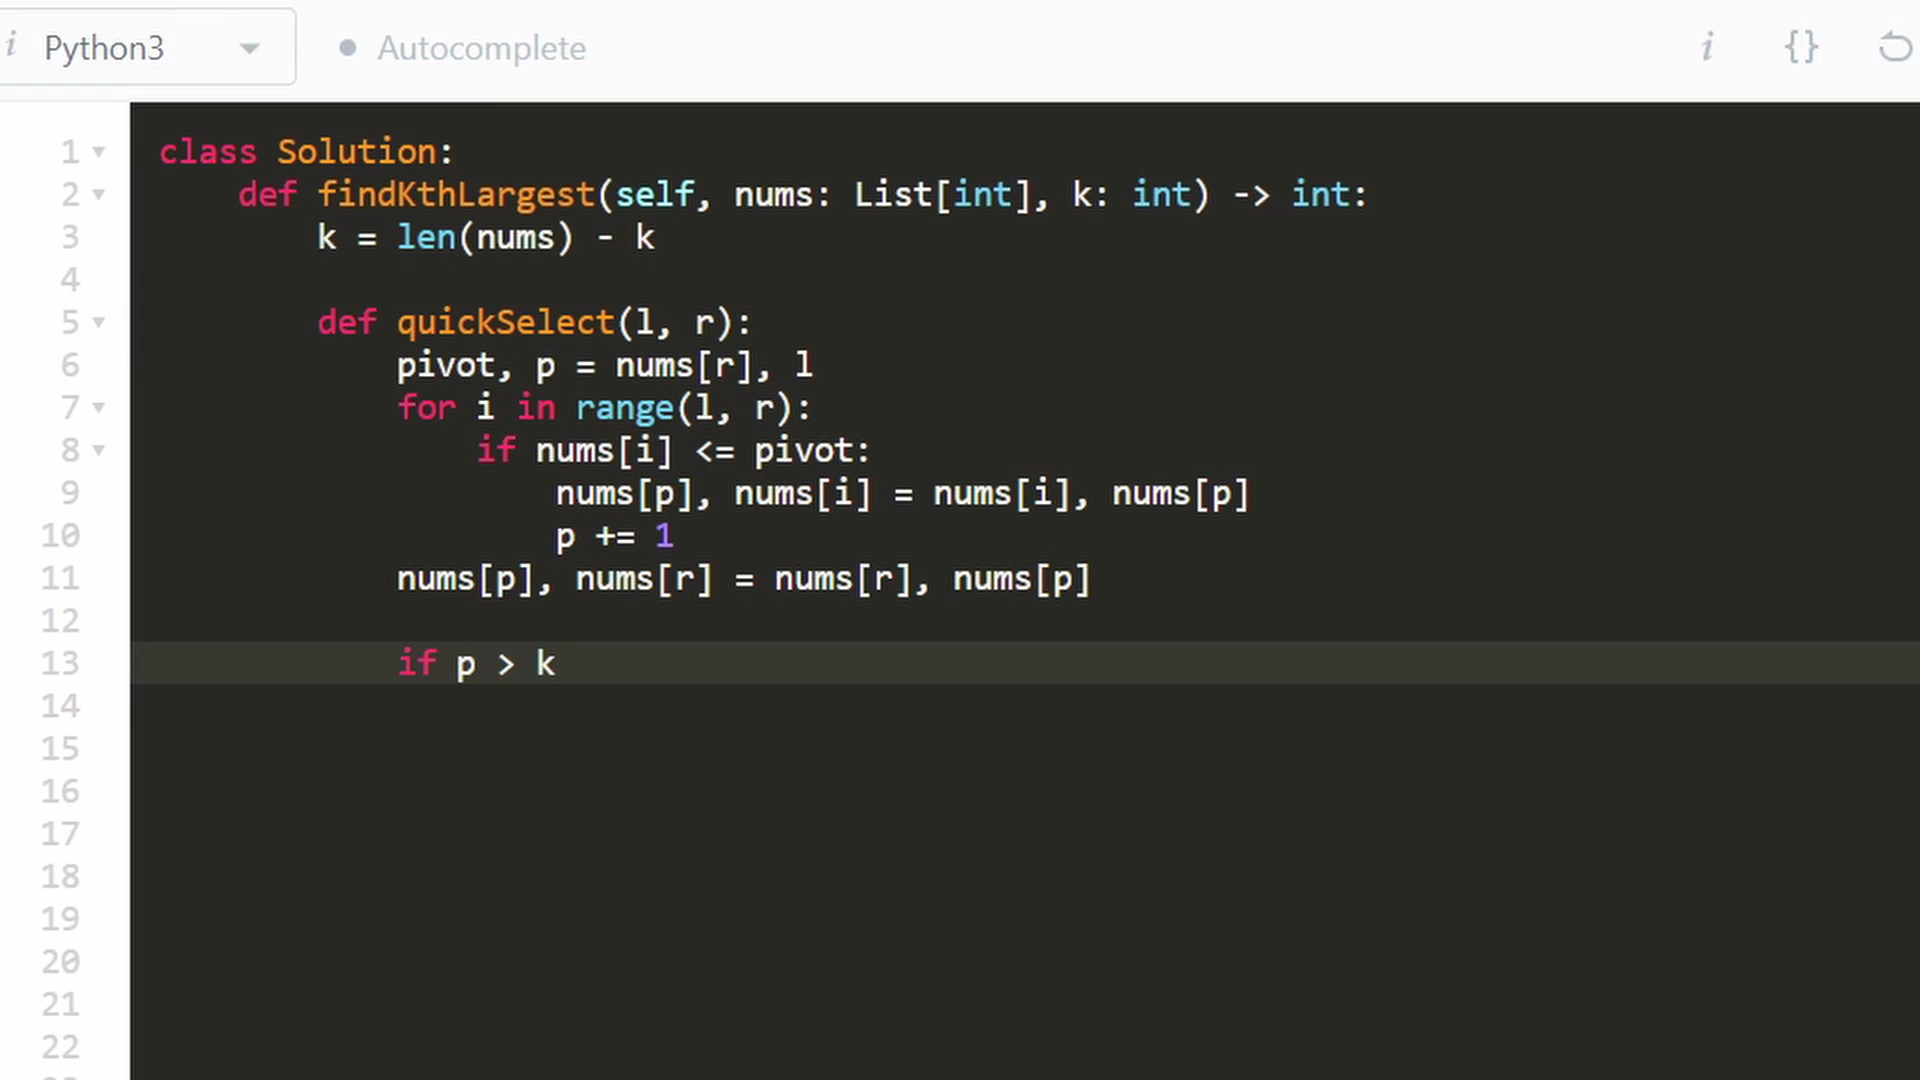 i Python3 Autocomplete i {}
1 class Solution:
2 def findKthLargest(self, nums: List[int], k: int) -> int:
3 k = len(nums) - k
4
5 def quickSelect(l, r):
6 pivot, p = nums[r], l
7 for i in range(l, r):
8 if nums[i] <= pivot:
9 nums[p], nums[i] = nums[i], nums[p]
10 p += 1
11 nums[p], nums[r] = nums[r], nums[p]
12
13 if p > k
14
15
16
17
18
19
20
21
22